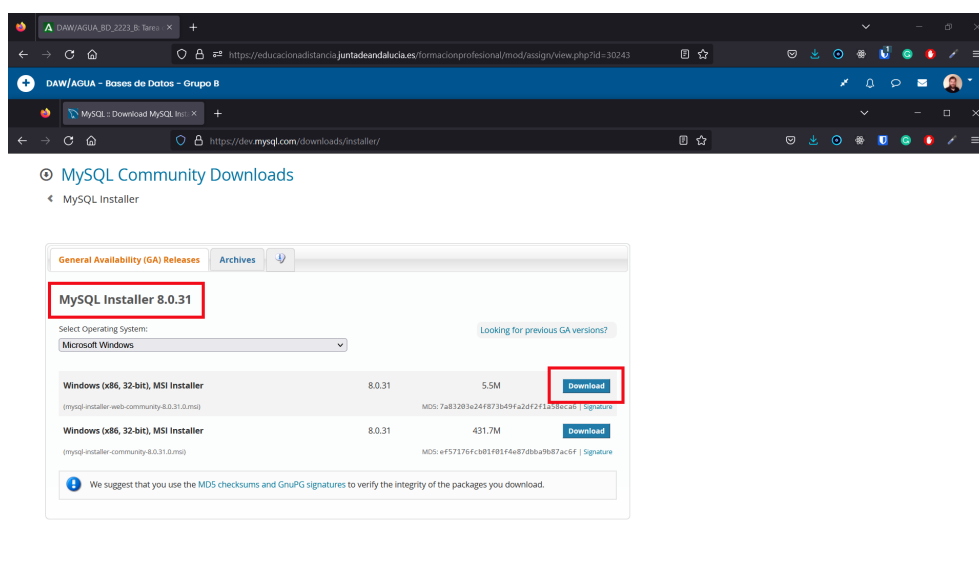 DAW/AGUA_BD_2223_B: Tarea
https://educacionadistancia.juntadeandalucia.es/formacionprofesional/mod/assign/view.php?id=30243
DAW/AGUA - Bases de Datos - Grupo B
MySQL :: Download MySQL Inst
https://dev.mysql.com/downloads/installer/
MySQL Community Downloads
MySQL Installer
General Availability (GA) Releases Archives
MySQL Installer 8.0.31
Select Operating System:
Looking for previous GA versions?
Microsoft Windows
Windows (x86, 32-bit), MSI Installer 8.0.31 5.5M Download
(mysql-installer-web-community-8.0.31.0.msi) MD5: 7a83203e24f873b49fa2df2f1a58eca6 | Signature
Windows (x86, 32-bit), MSI Installer 8.0.31 431.7M Download
(mysql-installer-community-8.0.31.0.msi) MD5: ef57176fcb01f01f4e87dbba9b87ac6f | Signature
We suggest that you use the MD5 checksums and GnuPG signatures to verify the integrity of the packages you download.